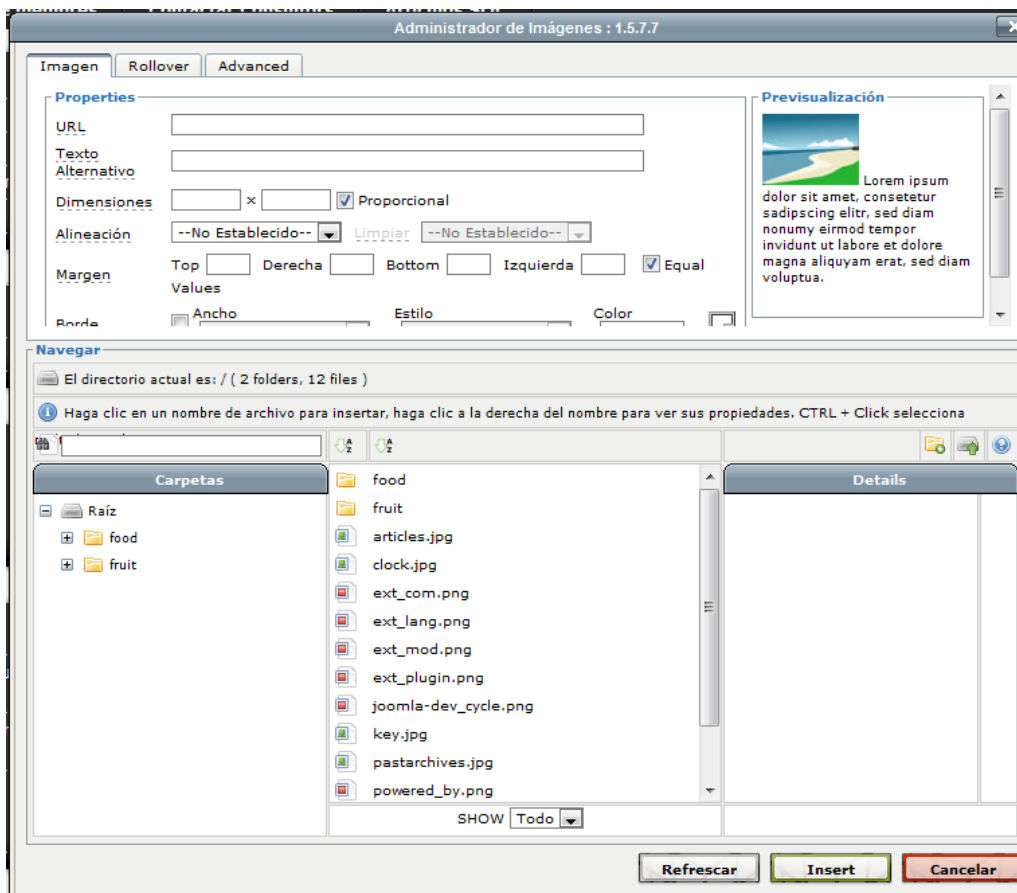 Administrador de Imágenes : 1.5.7.7
Imagen Rollover Advanced
Properties
URL
Texto
Alternativo
Dimensiones x Proporcional
Alineación --No Establecido-- Limpiar --No Establecido--
Margen Top Derecha Bottom Izquierda Equal
Values
Borde Ancho Estilo Color
Previsualización
Lorem ipsum
dolor sit amet, consetetur
sadipscing elitr, sed diam
nonumy eirmod tempor
invidunt ut labore et dolore
magna aliquyam erat, sed diam
voluptua.
Navegar
El directorio actual es: / ( 2 folders, 12 files )
Haga clic en un nombre de archivo para insertar, haga clic a la derecha del nombre para ver sus propiedades. CTRL + Click selecciona
Carpetas
Raíz
food
fruit
food
fruit
articles.jpg
clock.jpg
ext_com.png
ext_lang.png
ext_mod.png
ext_plugin.png
joomla-dev_cycle.png
key.jpg
pastarchives.jpg
powered_by.png
SHOW Todo
Details
Refrescar Insert Cancelar